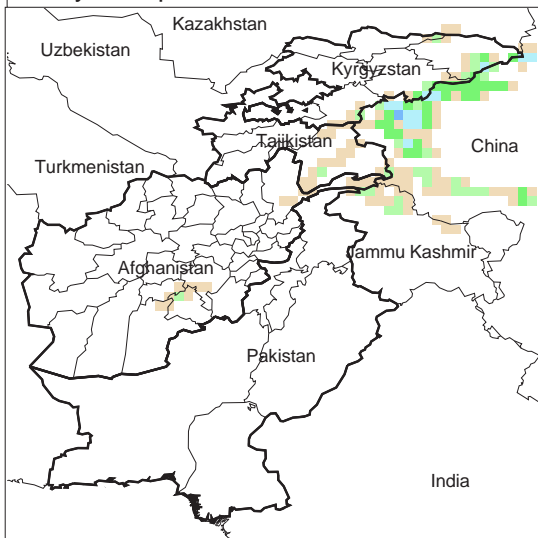 Kazakhstan
Uzbekistan
Kyrgyzstan
China
Tajikistan
Turkmenistan
Jammu Kashmir
Afghanistan
Pakistan
India